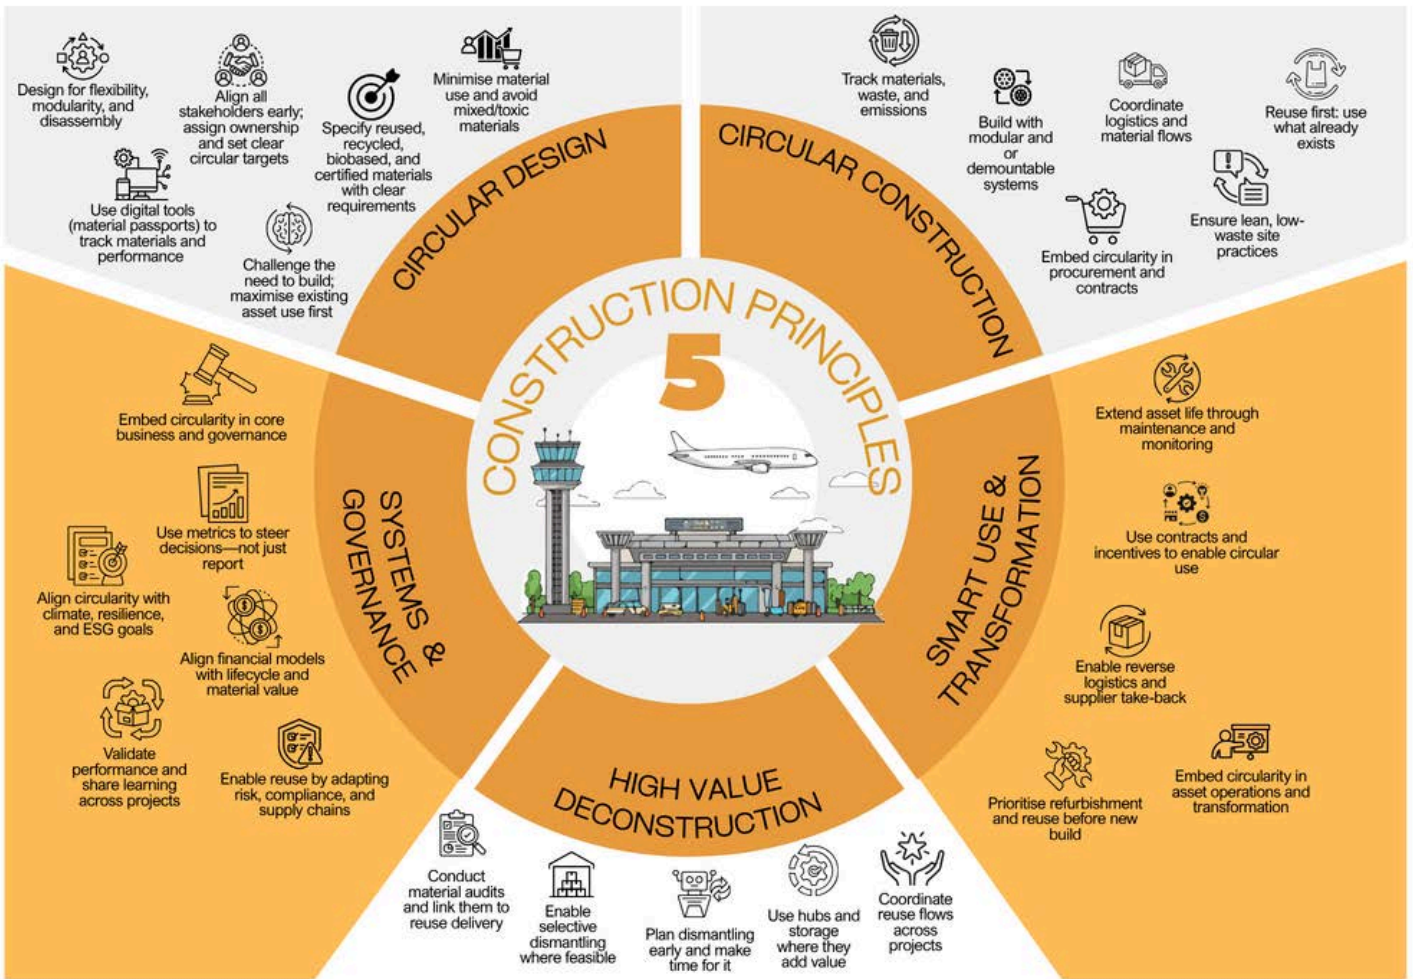 CONSTRUCTION PRINCIPLES
5
CIRCULAR DESIGN
Design for flexibility,
modularity, and
disassembly
Align all
stakeholders early;
assign ownership
and set clear
circular targets
Specify reused,
recycled,
biobased, and
certified materials
with clear
requirements
Minimise material
use and avoid
mixed/toxic
materials
Use digital tools
(material passports) to
track materials and
performance
Challenge the
need to build;
maximise existing
asset use first
CIRCULAR CONSTRUCTION
Track materials,
waste, and
emissions
Build with
modular and
or
demountable
systems
Coordinate
logistics and
material flows
Reuse first: use
what already
exists
Embed circularity in
procurement and
contracts
Ensure lean, low-
waste site
practices
SMART USE &
TRANSFORMATION
Extend asset life through
maintenance and
monitoring
Use contracts and
incentives to enable circular
use
Enable reverse
logistics and
supplier take-back
Prioritise refurbishment
and reuse before new
build
Embed circularity in
asset operations and
transformation
HIGH VALUE
DECONSTRUCTION
Conduct
material audits
and link them to
reuse delivery
Enable
selective
dismantling
where feasible
Plan dismantling
early and make
time for it
Use hubs and
storage
where they
add value
Coordinate
reuse flows
across
projects
SYSTEMS &
GOVERNANCE
Embed circularity in core
business and governance
Use metrics to steer
decisions—not just
report
Align circularity with
climate, resilience,
and ESG goals
Align financial models
with lifecycle and
material value
Validate
performance and
share learning
across projects
Enable reuse by adapting
risk, compliance, and
supply chains